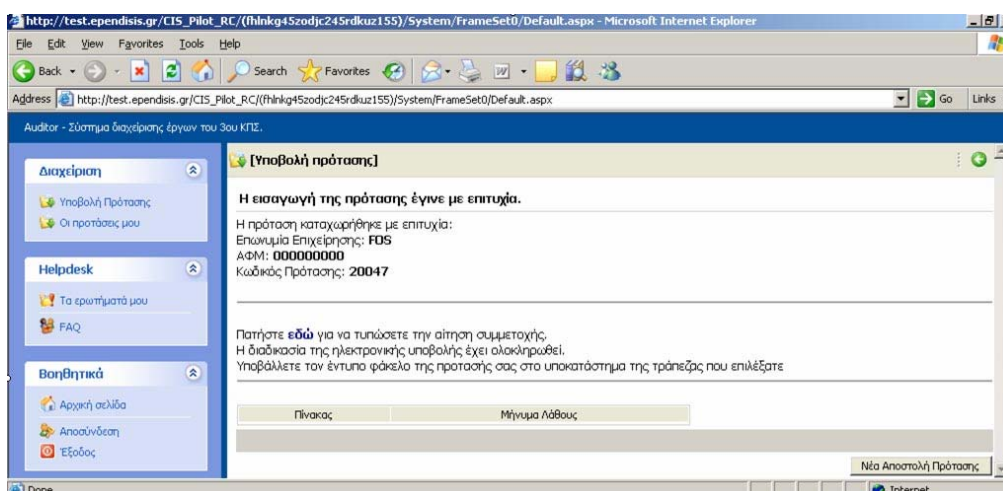 http://test.ependisis.gr/CIS_Pilot_RC/(fhlnkg45zodjc245rdkuz155)/System/FrameSet0/Default.aspx - Microsoft Internet Explorer
File Edit View Favorites Tools Help
Back Search Favorites
Address http://test.ependisis.gr/CIS_Pilot_RC/(fhlnkg45zodjc245rdkuz155)/System/FrameSet0/Default.aspx Go Links
Auditor - Σύστημα διαχείρισης έργων του 3ου ΚΠΣ.
Διαχείριση
Υποβολή Πρότασης
Οι προτάσεις μου
Helpdesk
Τα ερωτήματά μου
FAQ
Βοηθητικά
Αρχική σελίδα
Αποσύνδεση
Έξοδος
[Υποβολή πρότασης]
Η εισαγωγή της πρότασης έγινε με επιτυχία.
Η πρόταση καταχωρήθηκε με επιτυχία:
Επωνυμία Επιχείρησης: FOS
ΑΦΜ: 000000000
Κωδικός Πρότασης: 20047
Πατήστε εδώ για να τυπώσετε την αίτηση συμμετοχής.
Η διαδικασία της ηλεκτρονικής υποβολής έχει ολοκληρωθεί.
Υποβάλλετε τον έντυπο φάκελο της προτασής σας στο υποκατάστημα της τράπεζας που επιλέξατε
Πίνακας Μήνυμα Λάθους
Νέα Αποστολή Πρότασης
Done Internet